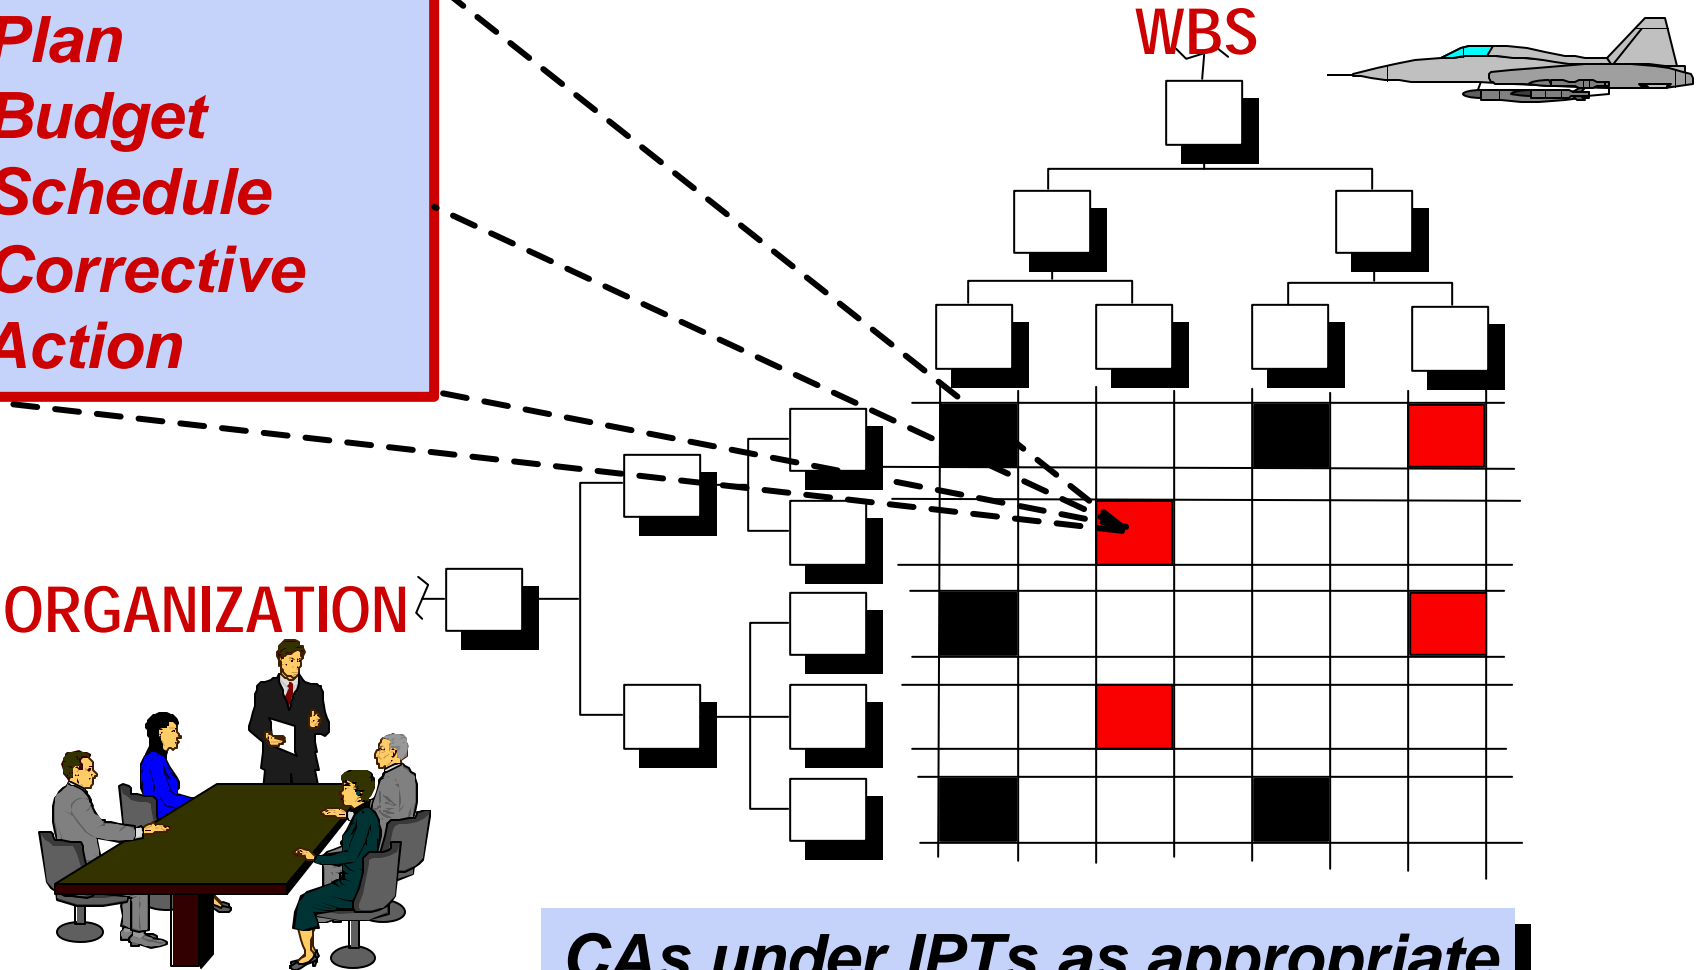 Plan
Budget
Schedule
Corrective
Action
WBS
ORGANIZATION
CAs under IPTs as appropriate